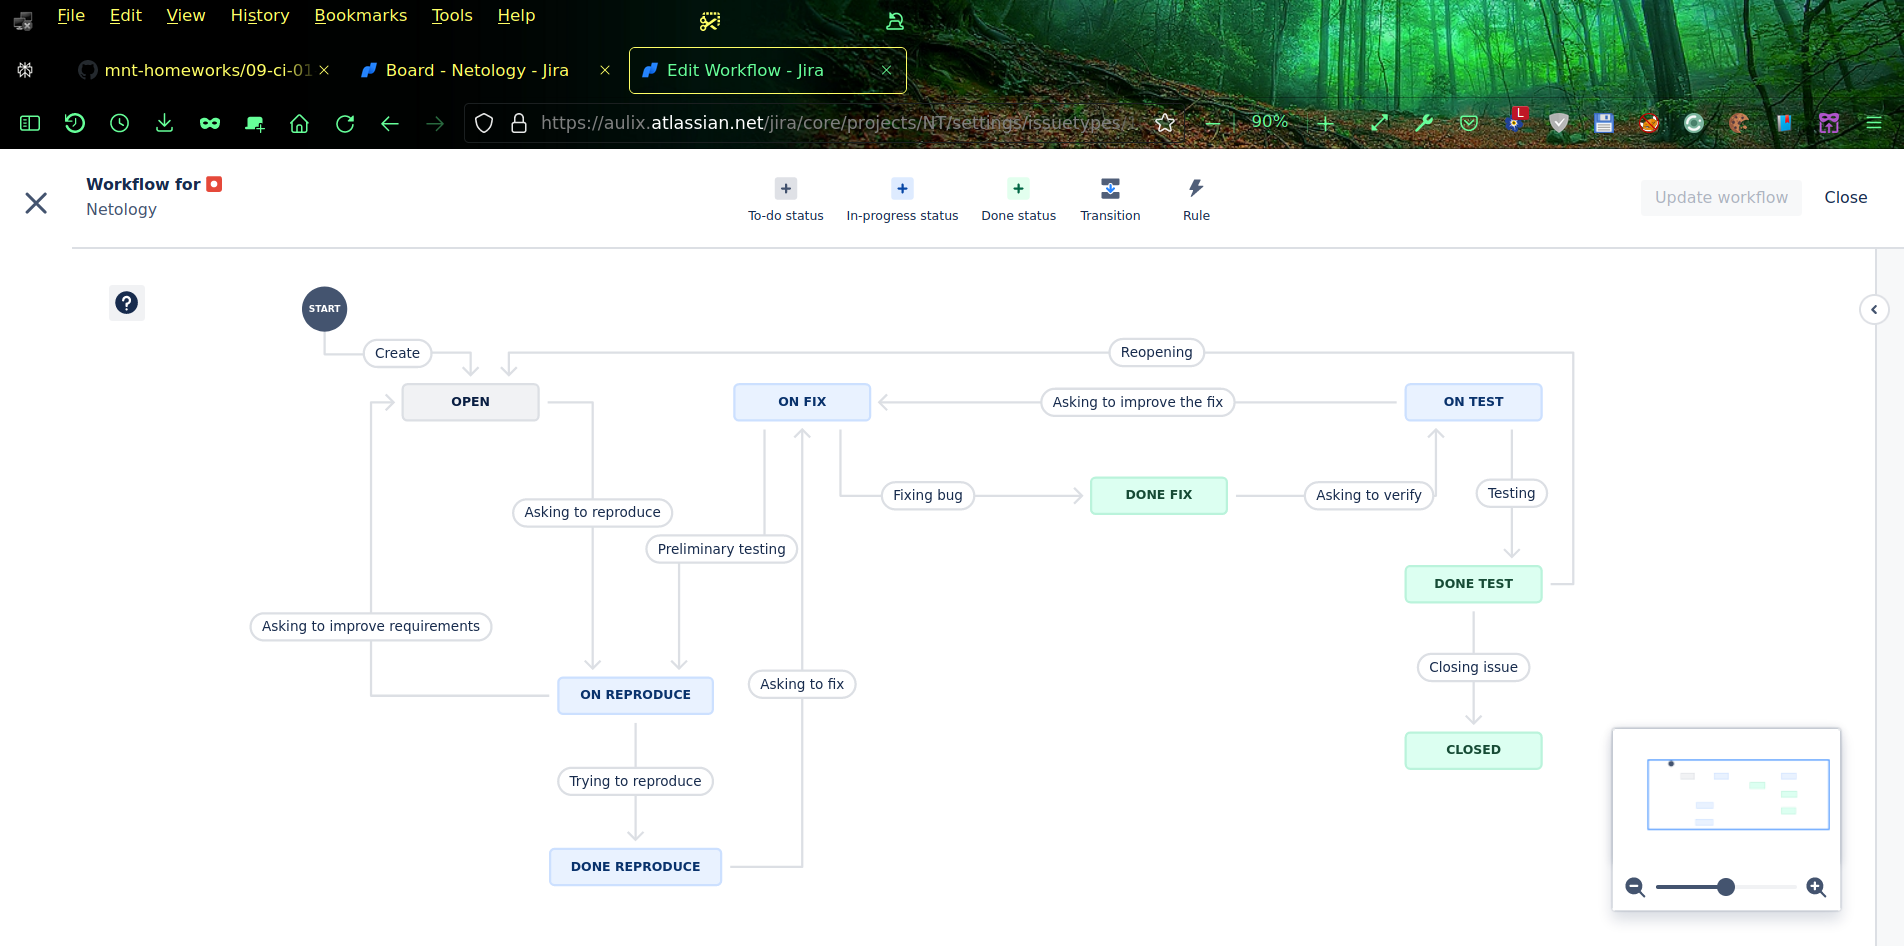 File Edit View History Bookmarks Tools Help
mnt-homeworks/09-ci-01
Board - Netology - Jira
Edit Workflow - Jira
https://aulix.atlassian.net/jira/core/projects/NT/settings/issuetypes
90%
L
Workflow for
Netology
To-do status
In-progress status
Done status
Transition
Rule
Update workflow
Close
?
START
Create
Reopening
OPEN
ON FIX
Asking to improve the fix
ON TEST
Fixing bug
DONE FIX
Asking to verify
Testing
Asking to reproduce
Preliminary testing
DONE TEST
Asking to improve requirements
Closing issue
ON REPRODUCE
Asking to fix
CLOSED
Trying to reproduce
DONE REPRODUCE